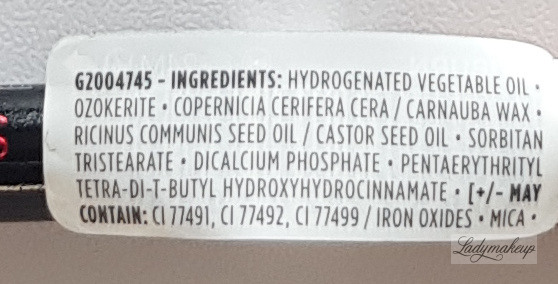 G2004745 - INGREDIENTS: HYDROGENATED VEGETABLE OIL •
OZOKERITE • COPERNICIA CERIFERA CERA / CARNAUBA WAX •
RICINUS COMMUNIS SEED OIL / CASTOR SEED OIL • SORBITAN
TRISTEARATE • DICALCIUM PHOSPHATE • PENTAERYTHRITYL
TETRA-DI-T-BUTYL HYDROXYHYDROCINNAMATE • [+/- MAY
CONTAIN: CI 77491, CI 77492, CI 77499 / IRON OXIDES • MICA •
Ladymakeup